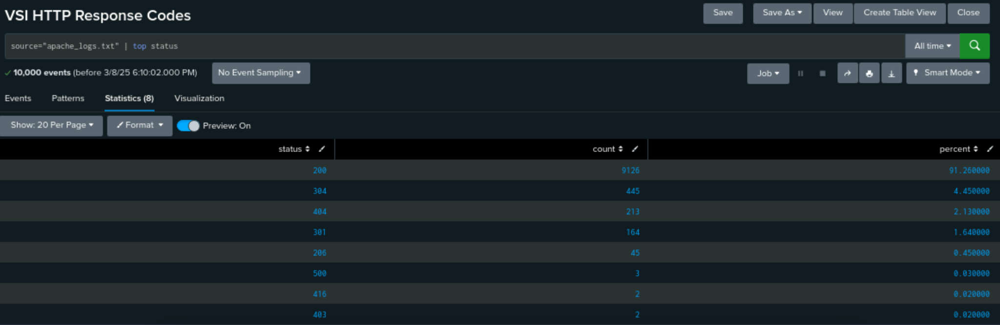 VSI HTTP Response Codes
Save
Save As
View
Create Table View
Close
source="apache_logs.txt" | top status
All time
10,000 events (before 3/8/25 6:10:02.000 PM)
No Event Sampling
Job
Smart Mode
Events
Patterns
Statistics (8)
Visualization
Show: 20 Per Page
Format
Preview: On
status count percent
200 9126 91.260000
304 445 4.450000
404 213 2.130000
301 164 1.640000
206 45 0.450000
500 3 0.030000
416 2 0.020000
403 2 0.020000